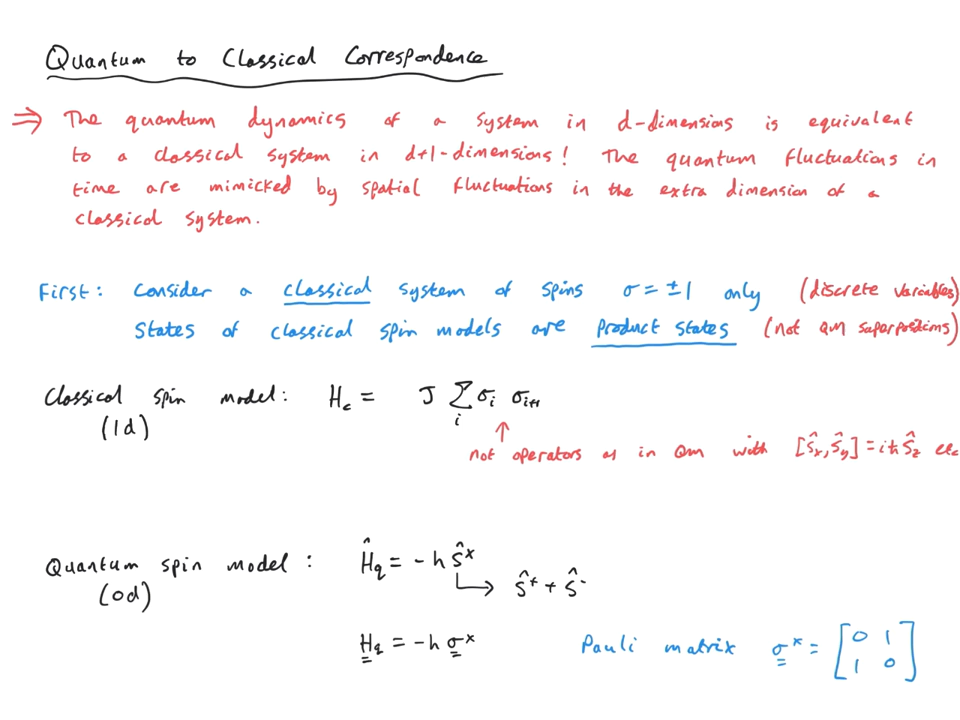 Quantum to Classical Correspondence
⇒ The quantum dynamics of a system in d-dimensions is equivalent
to a classical system in d+1-dimensions! The quantum fluctuations in
time are mimicked by spatial fluctuations in the extra dimension of a
classical system.
First: Consider a classical system of spins σ = ±1 only (discrete variables)
States of classical spin models are product states (not QM superpositions)
Classical spin model: H_c = J Σ_i σ_i σ_{i+1}
(1d)
↑
not operators as in QM with [Ŝ_x, Ŝ_y] = iħ Ŝ_z etc
Quantum spin model: Ĥ_q = -h Ŝ^x
(0d) ↳ Ŝ^+ + Ŝ^-
H_q = -h σ^x Pauli matrix σ^x = [0 1
1 0]